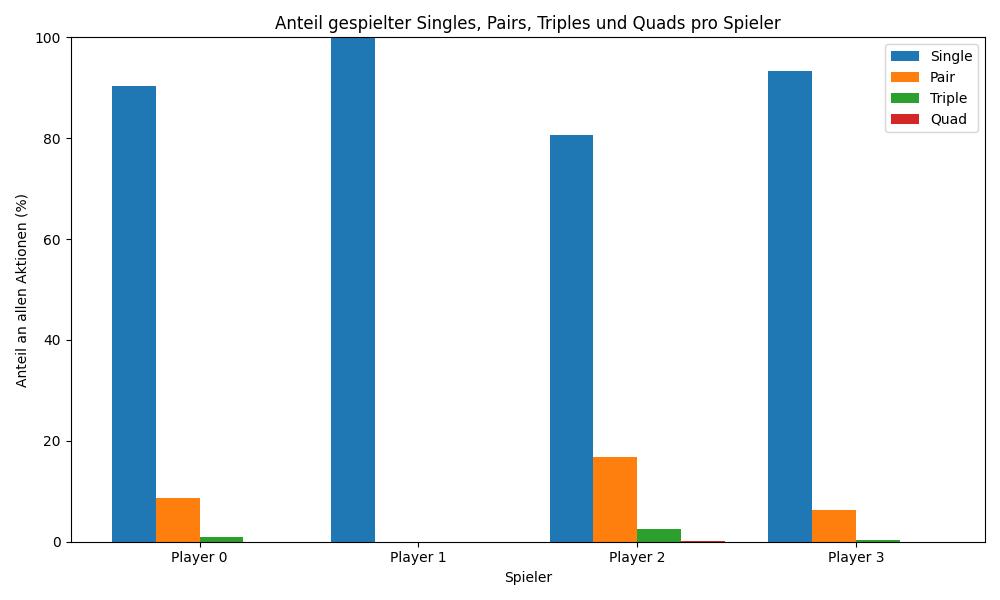 Anteil gespielter Singles, Pairs, Triples und Quads pro Spieler
Anteil an allen Aktionen (%)
100
80
60
40
20
0
Single
Pair
Triple
Quad
Player 0
Player 1
Player 2
Player 3
Spieler